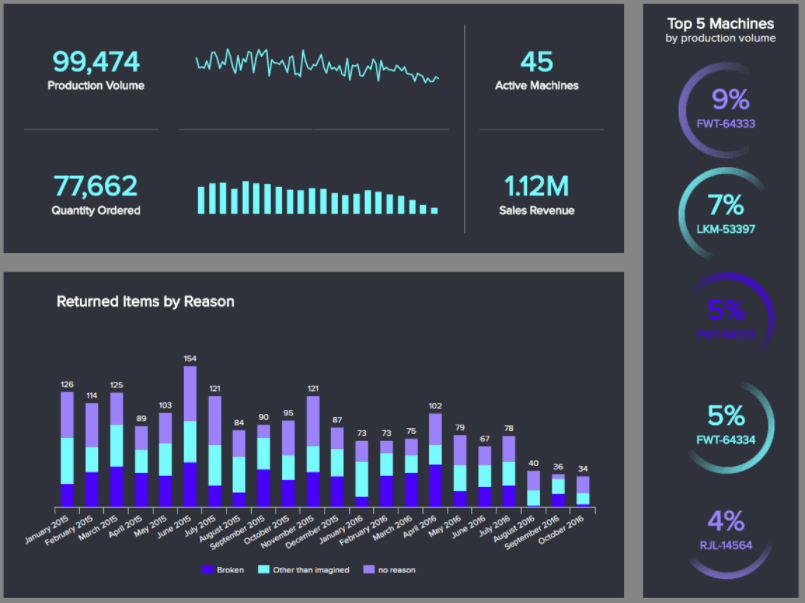 99,474
Production Volume
45
Active Machines
77,662
Quantity Ordered
1.12M
Sales Revenue
Top 5 Machines
by production volume
9%
FWT-64333
7%
LKM-53397
5%
FWT-64333
5%
FWT-64334
4%
RJL-14564
Returned Items by Reason
126
114
125
89
103
154
121
84
90
95
121
87
73
73
75
102
79
67
78
40
36
34
January 2015
February 2015
March 2015
April 2015
May 2015
June 2015
July 2015
August 2015
September 2015
October 2015
November 2015
December 2015
January 2016
February 2016
March 2016
April 2016
May 2016
June 2016
July 2016
August 2016
September 2016
October 2016
Broken
Other than imagined
no reason